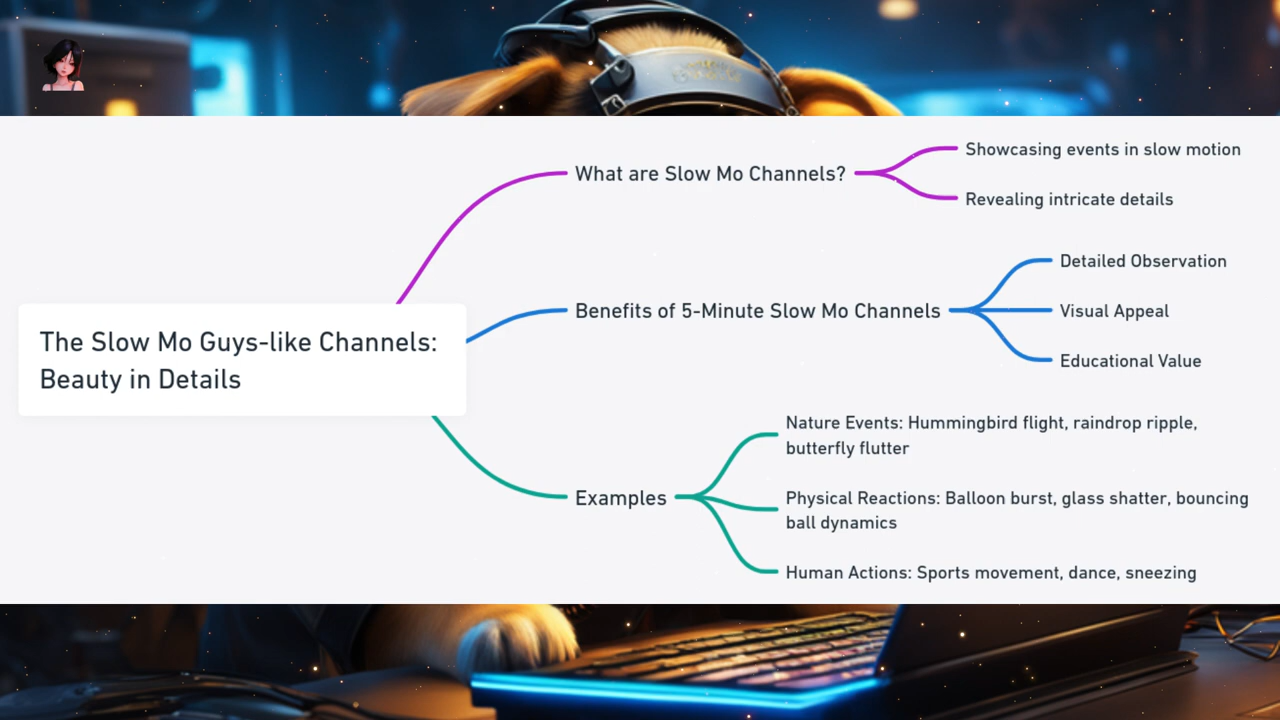 What are Slow Mo Channels?
Showcasing events in slow motion
Revealing intricate details
The Slow Mo Guys-like Channels:
Beauty in Details
Benefits of 5-Minute Slow Mo Channels
Detailed Observation
Visual Appeal
Educational Value
Examples
Nature Events: Hummingbird flight, raindrop ripple,
butterfly flutter
Physical Reactions: Balloon burst, glass shatter, bouncing
ball dynamics
Human Actions: Sports movement, dance, sneezing